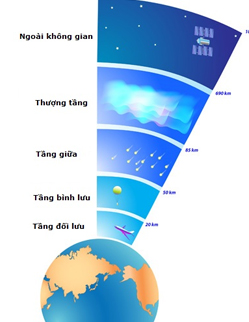 Ngoài không gian
690 km
Thượng tầng
85 km
Tầng giữa
50 km
Tầng bình lưu
20 km
Tầng đối lưu